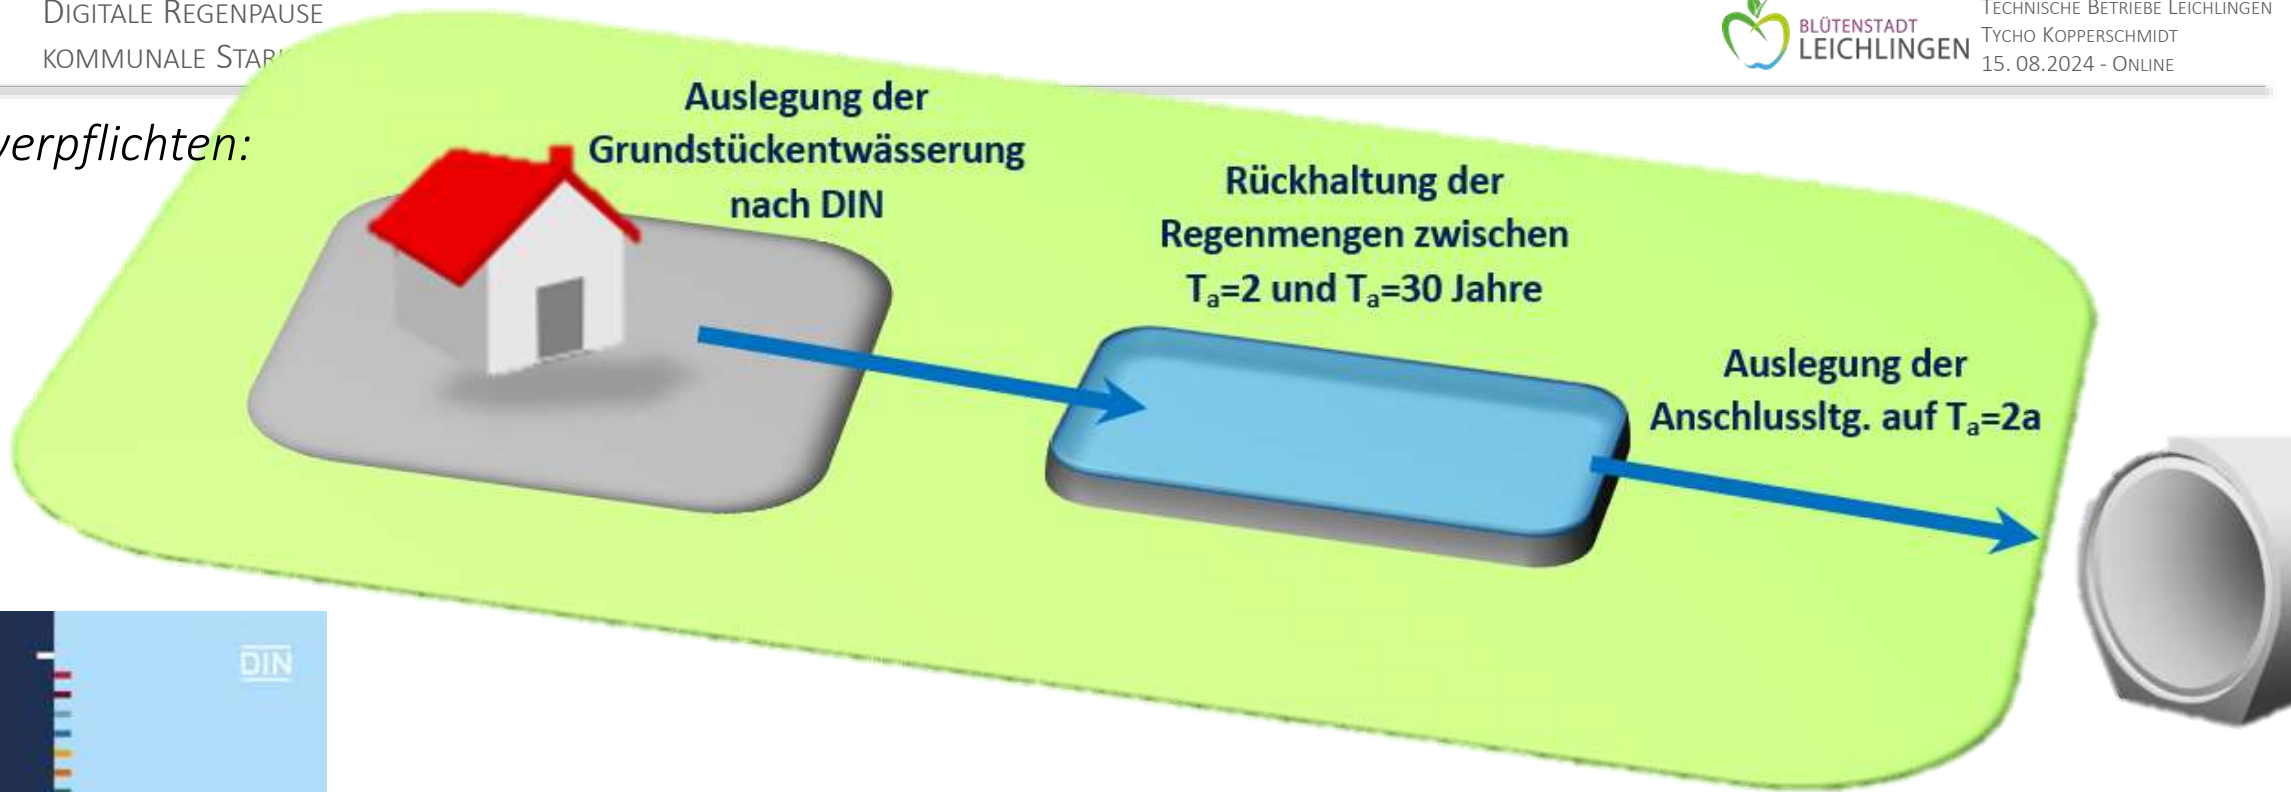 DIGITALE REGENPAUSE
KOMMUNALE
TECHNISCHE BETRIEBE LEICHLINGEN
TYCHO KOPPERSCHMIDT
15. 08.2024 - ONLINE
BLÜTENSTADT
LEICHLINGEN
verpflichten:
Auslegung der
Grundstückentwässerung
nach DIN
Rückhaltung der
Regenmengen zwischen
Tₐ=2 und Tₐ=30 Jahre
Auslegung der
Anschlussltg. auf Tₐ=2a
DIN